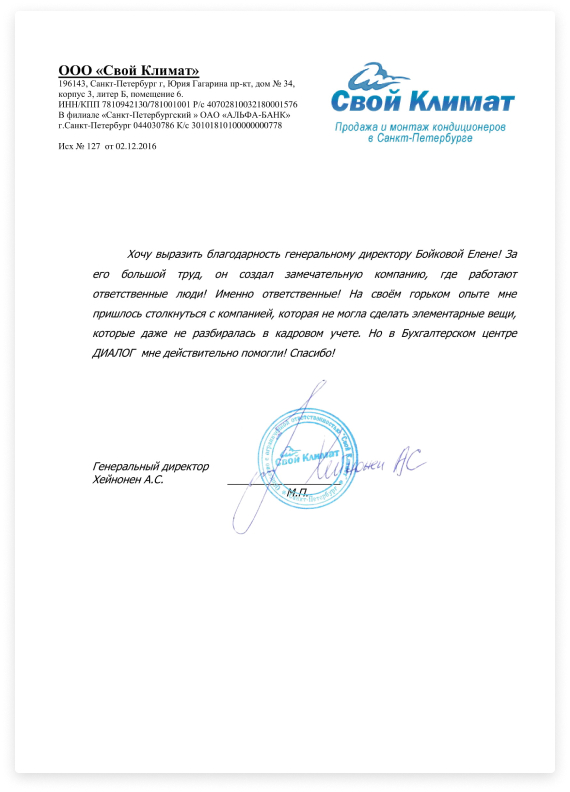 ООО «Свой Климат»
196143, Санкт-Петербург г, Юрия Гагарина пр-кт, дом № 34,
корпус 3, литер Б, помещение 6.
ИНН/КПП 7810942130/781001001 Р/с 40702810032180001576
В филиале «Санкт-Петербургский » ОАО «АЛЬФА-БАНК»
г.Санкт-Петербург 044030786 К/с 30101810100000000778
Исх № 127 от 02.12.2016
Свой Климат
Продажа и монтаж кондиционеров
в Санкт-Петербурге
Хочу выразить благодарность генеральному директору Бойковой Елене! За
его большой труд, он создал замечательную компанию, где работают
ответственные люди! Именно ответственные! На своём горьком опыте мне
пришлось столкнуться с компанией, которая не могла сделать элементарные вещи,
которые даже не разбиралась в кадровом учете. Но в Бухгалтерском центре
ДИАЛОГ мне действительно помогли! Спасибо!
Генеральный директор
Хейнонен А.С.
Свой Климат
Хейнонен АС
М.П.